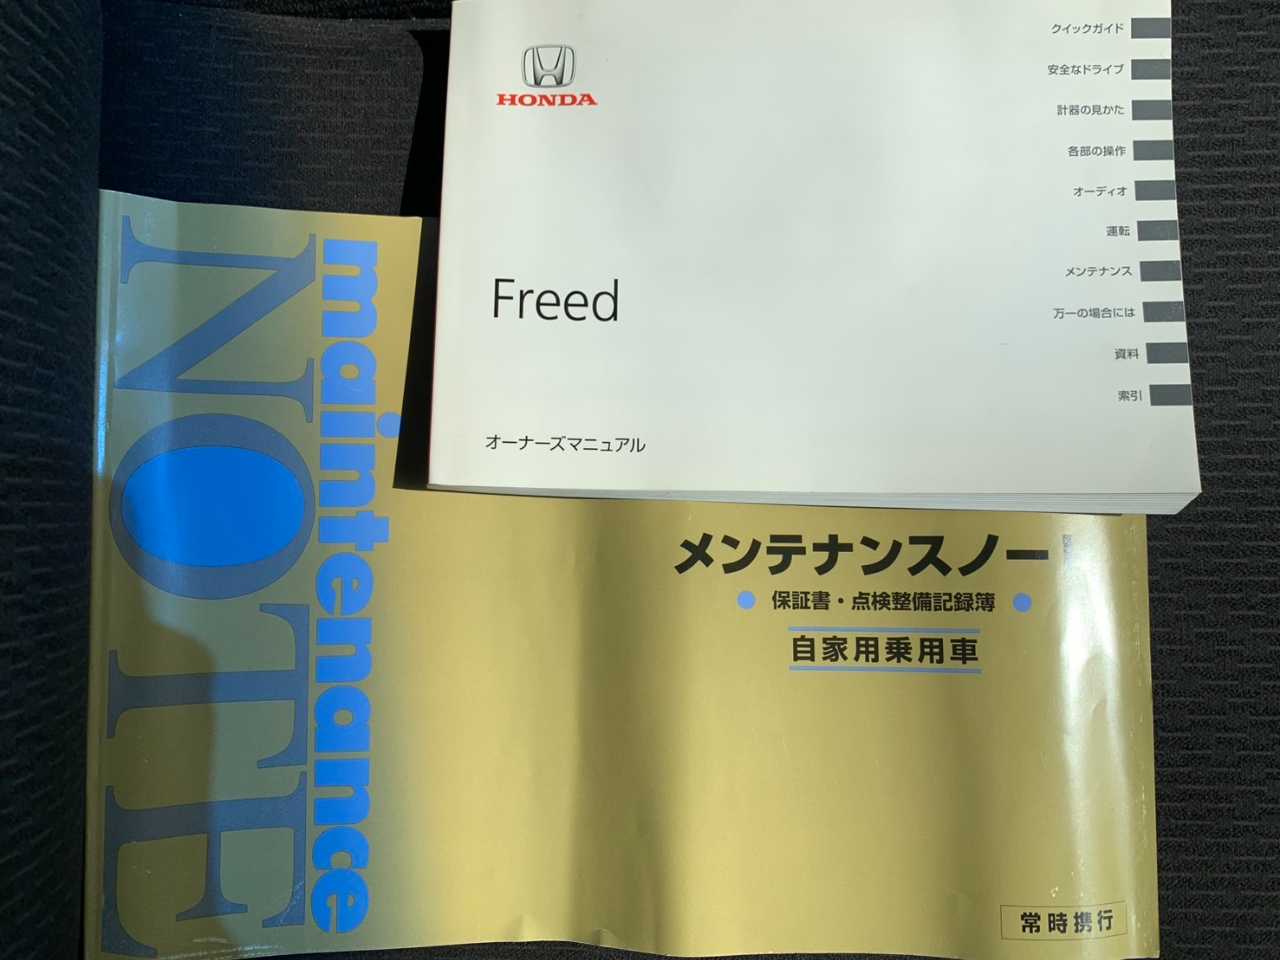 HONDA
Freed
オーナーズマニュアル
クイックガイド
安全なドライブ
計器の見かた
各部の操作
オーディオ
運転
メンテナンス
万一の場合には
資料
索引
maintenance
NOTE
メンテナンスノー
保証書・点検整備記録簿
自家用乗用車
常時携行